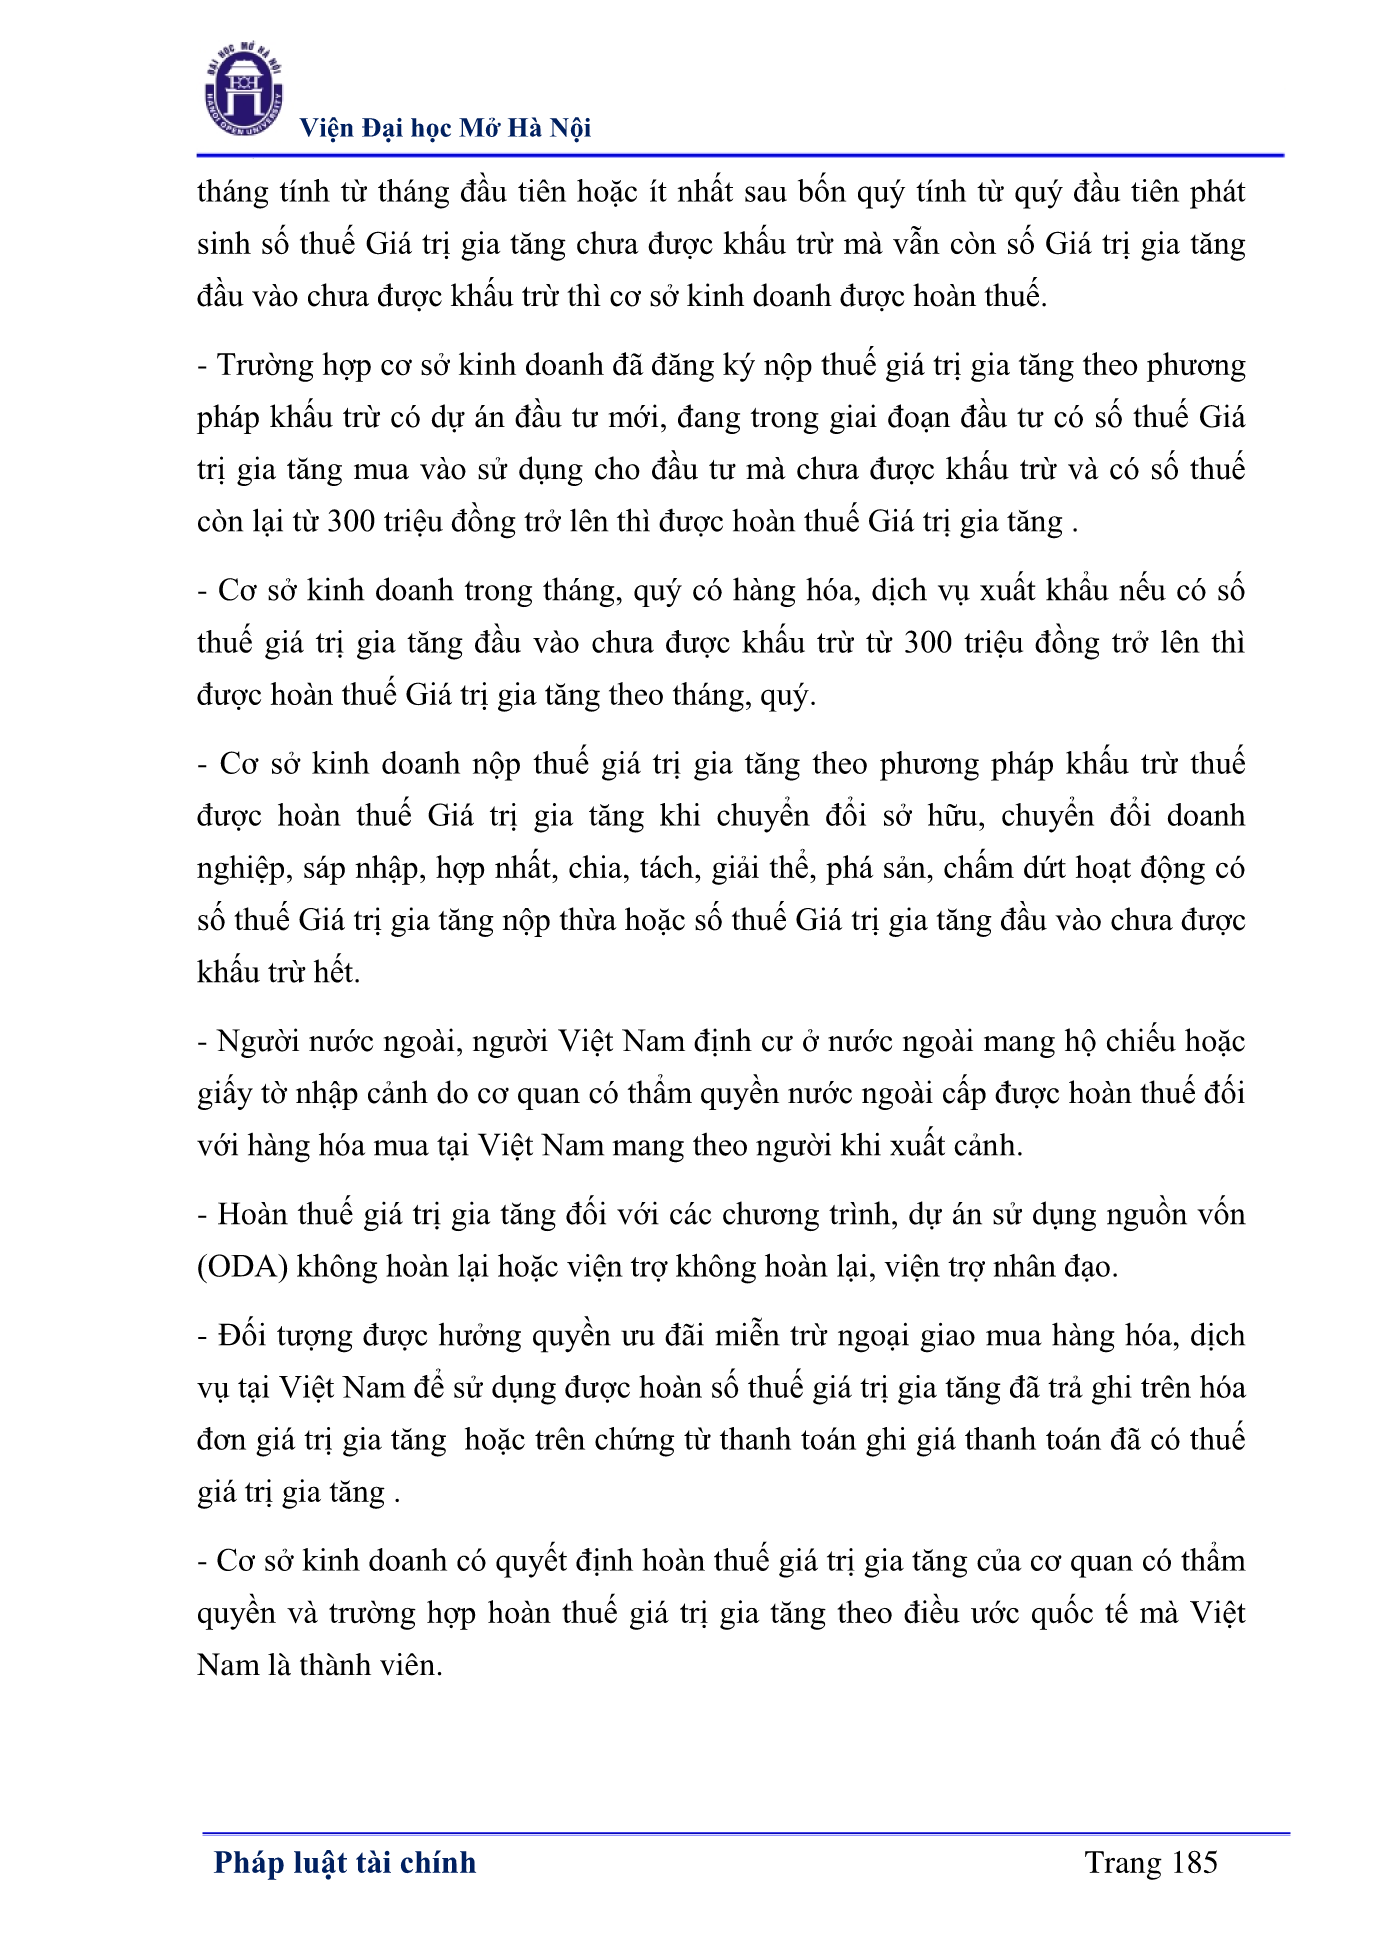 ĐẠI HỌC MỞ HÀ NỘI
HANOI OPEN UNIVERSITY
Viện Đại học Mở Hà Nội
tháng tính từ tháng đầu tiên hoặc ít nhất sau bốn quý tính từ quý đầu tiên phát
sinh số thuế Giá trị gia tăng chưa được khấu trừ mà vẫn còn số Giá trị gia tăng
đầu vào chưa được khấu trừ thì cơ sở kinh doanh được hoàn thuế.
- Trường hợp cơ sở kinh doanh đã đăng ký nộp thuế giá trị gia tăng theo phương
pháp khấu trừ có dự án đầu tư mới, đang trong giai đoạn đầu tư có số thuế Giá
trị gia tăng mua vào sử dụng cho đầu tư mà chưa được khấu trừ và có số thuế
còn lại từ 300 triệu đồng trở lên thì được hoàn thuế Giá trị gia tăng .
- Cơ sở kinh doanh trong tháng, quý có hàng hóa, dịch vụ xuất khẩu nếu có số
thuế giá trị gia tăng đầu vào chưa được khấu trừ từ 300 triệu đồng trở lên thì
được hoàn thuế Giá trị gia tăng theo tháng, quý.
- Cơ sở kinh doanh nộp thuế giá trị gia tăng theo phương pháp khấu trừ thuế
được hoàn thuế Giá trị gia tăng khi chuyển đổi sở hữu, chuyển đổi doanh
nghiệp, sáp nhập, hợp nhất, chia, tách, giải thể, phá sản, chấm dứt hoạt động có
số thuế Giá trị gia tăng nộp thừa hoặc số thuế Giá trị gia tăng đầu vào chưa được
khấu trừ hết.
- Người nước ngoài, người Việt Nam định cư ở nước ngoài mang hộ chiếu hoặc
giấy tờ nhập cảnh do cơ quan có thẩm quyền nước ngoài cấp được hoàn thuế đối
với hàng hóa mua tại Việt Nam mang theo người khi xuất cảnh.
- Hoàn thuế giá trị gia tăng đối với các chương trình, dự án sử dụng nguồn vốn
(ODA) không hoàn lại hoặc viện trợ không hoàn lại, viện trợ nhân đạo.
- Đối tượng được hưởng quyền ưu đãi miễn trừ ngoại giao mua hàng hóa, dịch
vụ tại Việt Nam để sử dụng được hoàn số thuế giá trị gia tăng đã trả ghi trên hóa
đơn giá trị gia tăng  hoặc trên chứng từ thanh toán ghi giá thanh toán đã có thuế
giá trị gia tăng .
- Cơ sở kinh doanh có quyết định hoàn thuế giá trị gia tăng của cơ quan có thẩm
quyền và trường hợp hoàn thuế giá trị gia tăng theo điều ước quốc tế mà Việt
Nam là thành viên.
Pháp luật tài chính
Trang 185